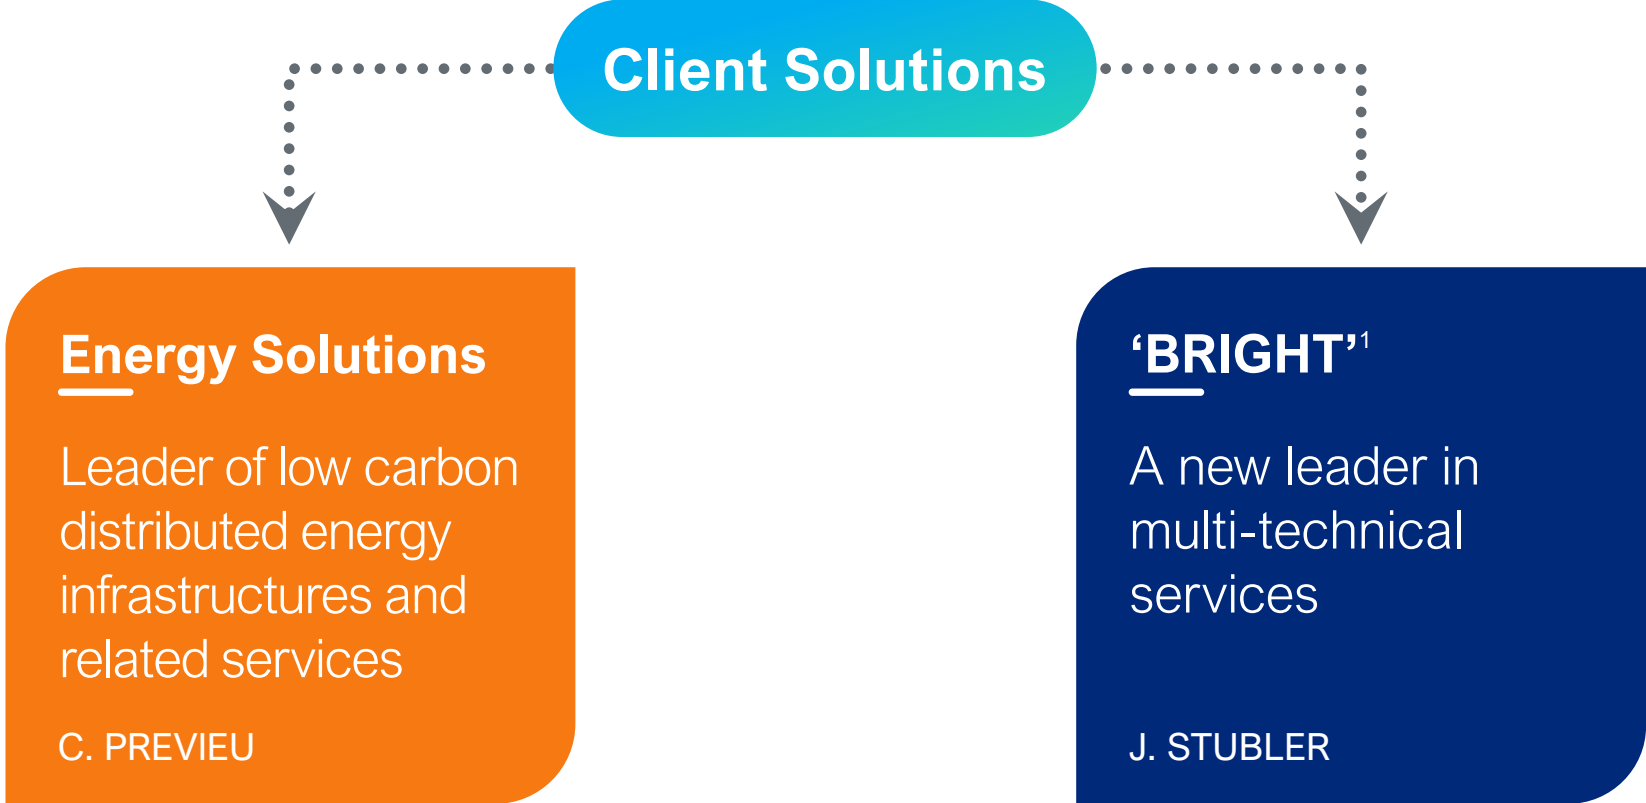 Client Solutions
Energy Solutions
Leader of low carbon
distributed energy
infrastructures and
related services
C. PREVIEU
‘BRIGHT’1
A new leader in
multi-technical
services
J. STUBLER